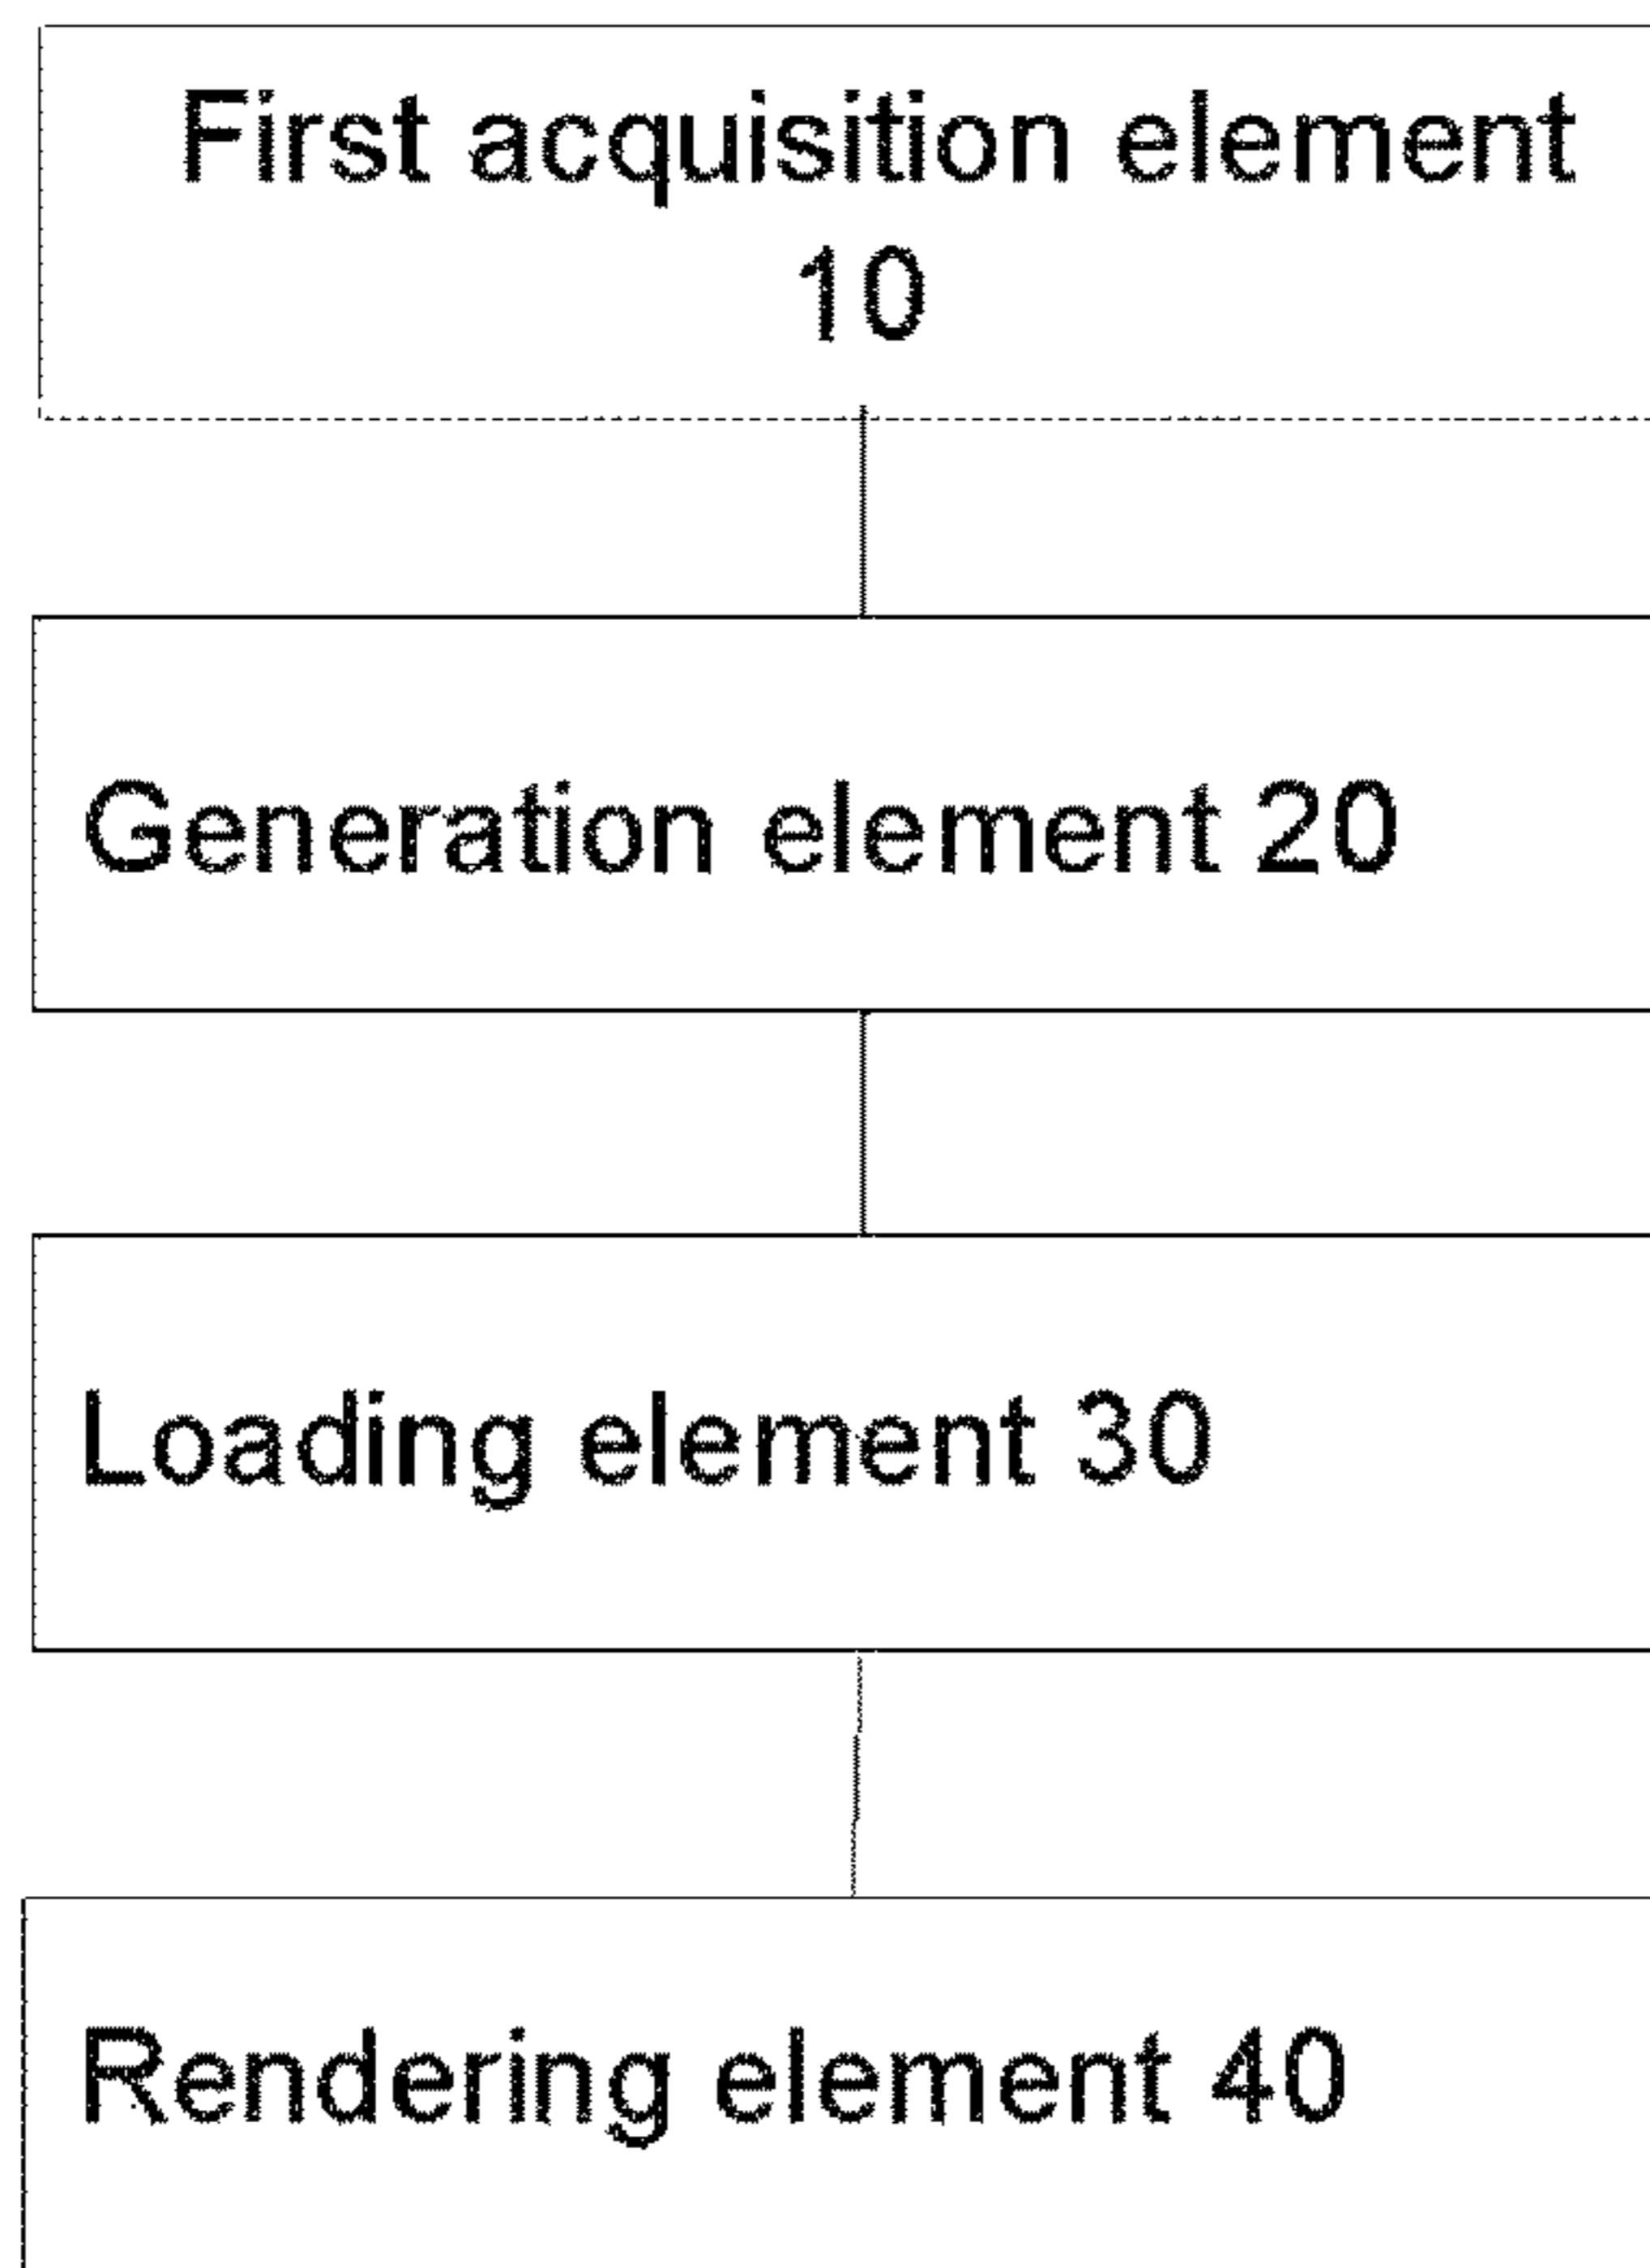 First acquisition element
10
Generation element 20
Loading element 30
Rendering element 40